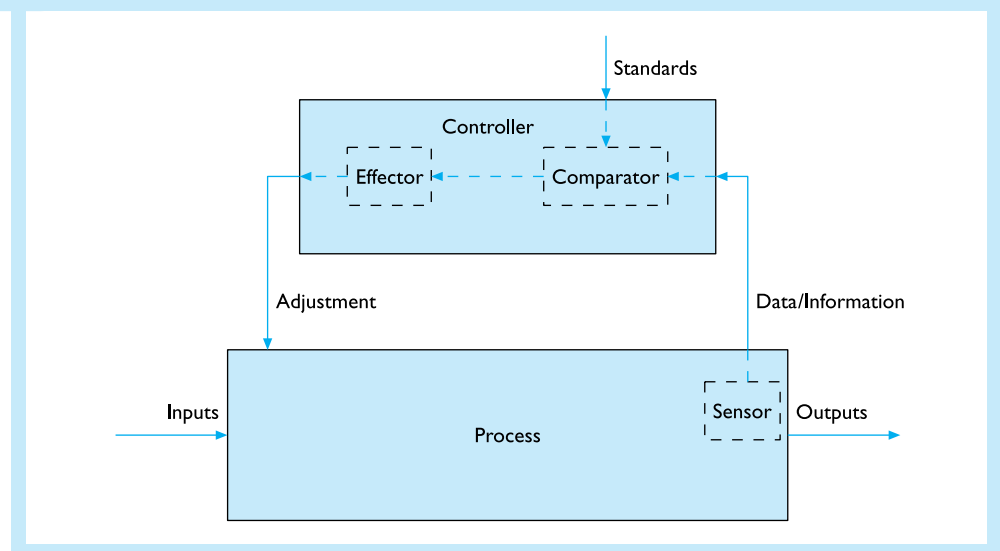 Standards
Controller
Effector
Comparator
Adjustment
Data/Information
Inputs
Sensor
Outputs
Process